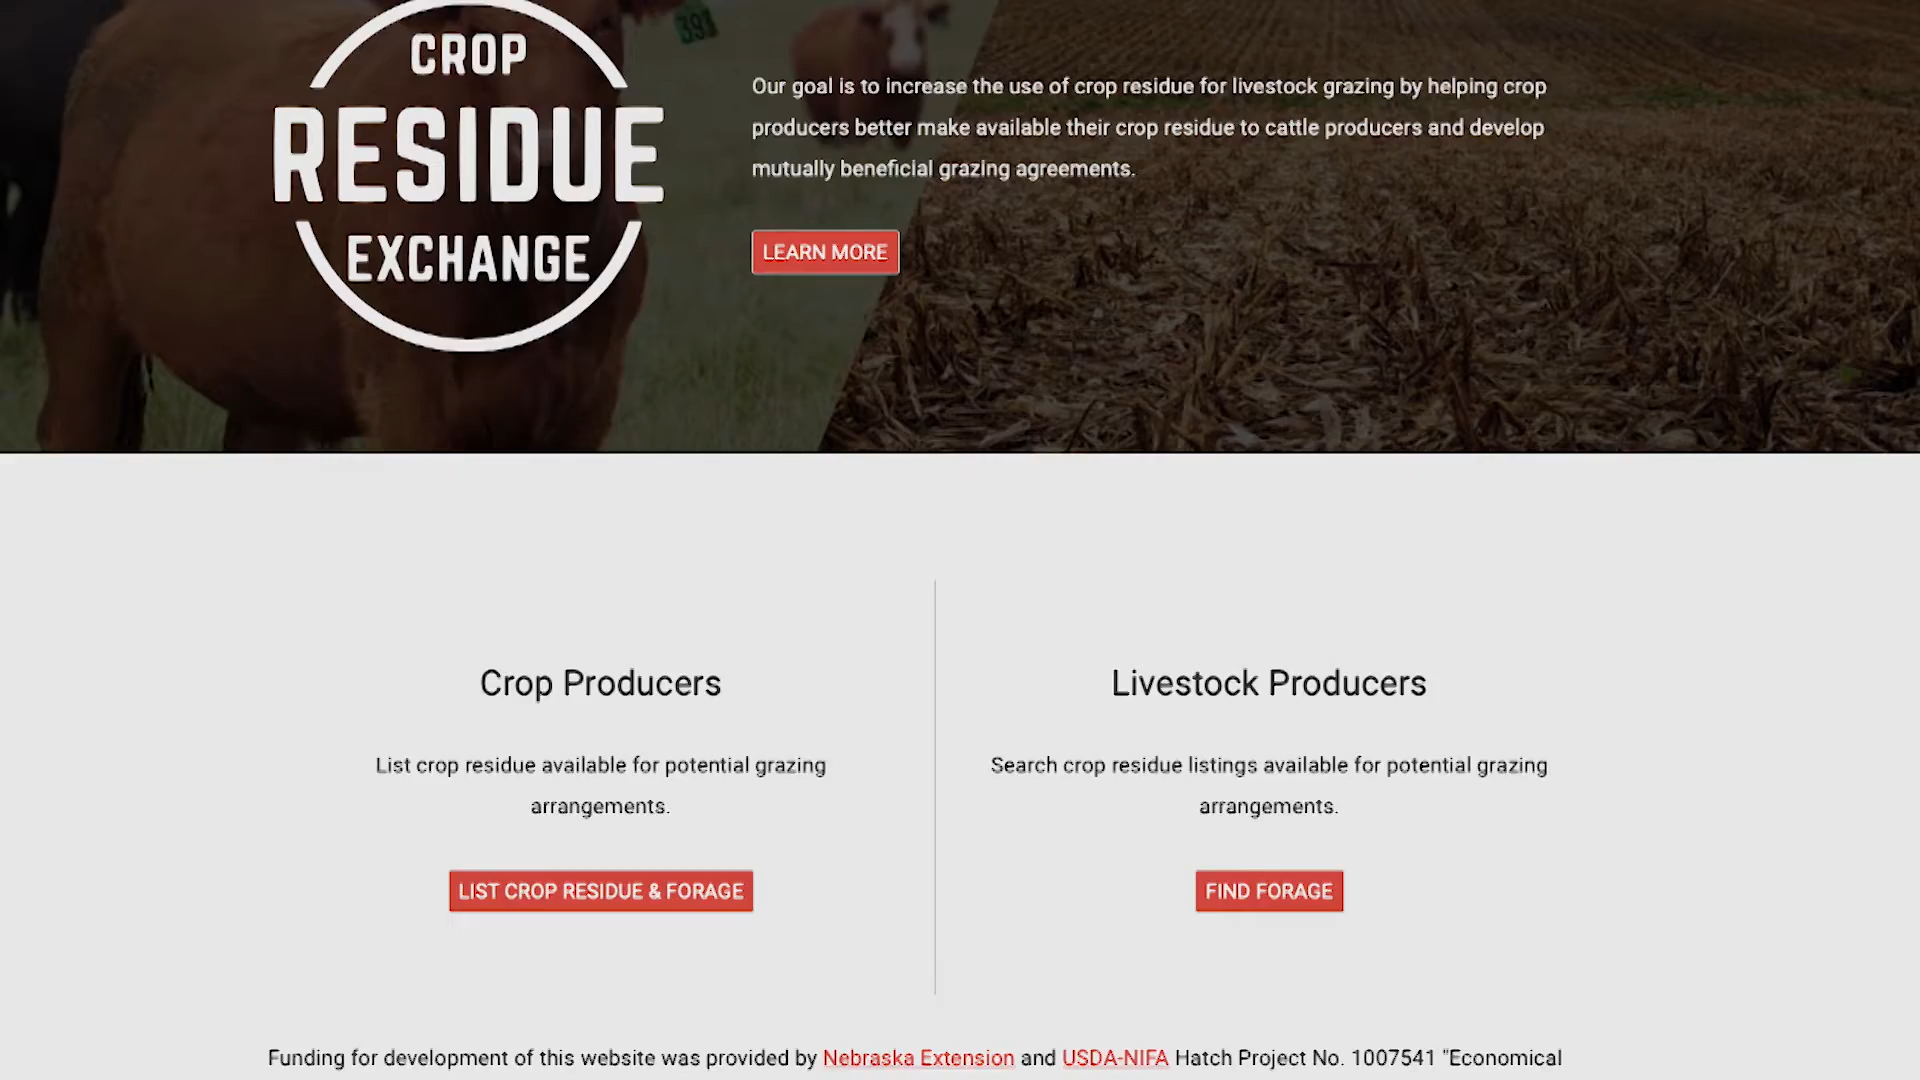 CROP
RESIDUE
EXCHANGE
Our goal is to increase the use of crop residue for livestock grazing by helping crop
producers better make available their crop residue to cattle producers and develop
mutually beneficial grazing agreements.
LEARN MORE
Crop Producers
List crop residue available for potential grazing
arrangements.
LIST CROP RESIDUE & FORAGE
Livestock Producers
Search crop residue listings available for potential grazing
arrangements.
FIND FORAGE
Funding for development of this website was provided by Nebraska Extension and USDA-NIFA Hatch Project No. 1007541 "Economical